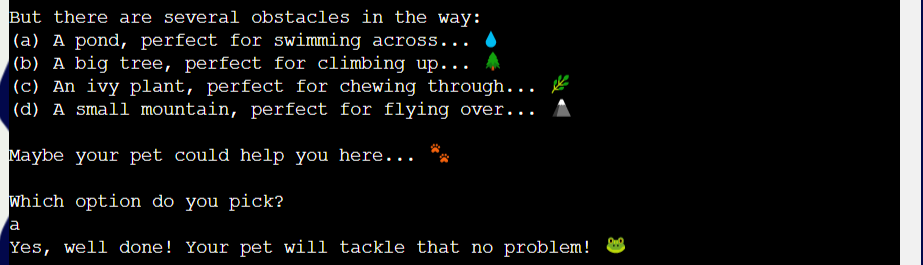 But there are several obstacles in the way:
(a) A pond, perfect for swimming across... 💧
(b) A big tree, perfect for climbing up... 🌲
(c) An ivy plant, perfect for chewing through... 🌿
(d) A small mountain, perfect for flying over... ⛰
Maybe your pet could help you here... 🐾
Which option do you pick?
a
Yes, well done! Your pet will tackle that no problem! 🐸